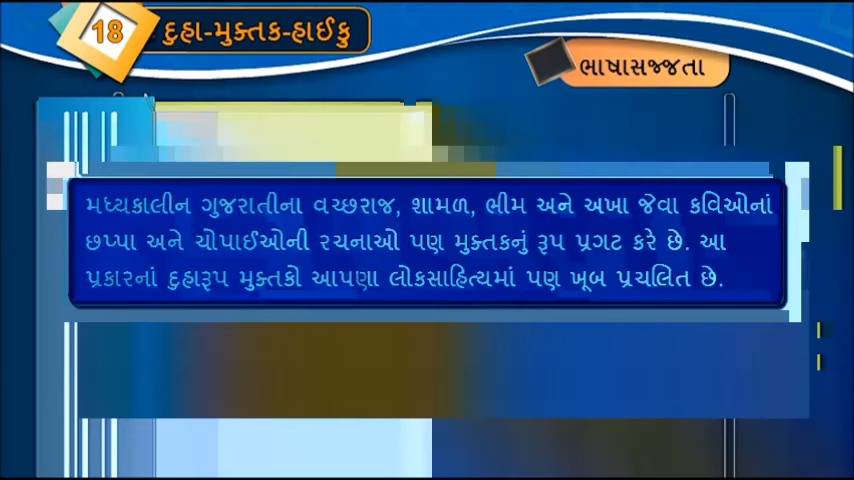 18 દુહા-મુક્તક-હાઈકુ
ભાષાસજ્જતા
મધ્યકાલીન ગુજરાતીના વચ્છરાજ, શામળ, ભીમ અને અખા જેવા કવિઓનાં
છપ્પા અને ચોપાઈઓની રચનાઓ પણ મુક્તકનું રૂપ પ્રગટ કરે છે. આ
પ્રકારનાં દુહારૂપ મુક્તકો આપણા લોકસાહિત્યમાં પણ ખૂબ પ્રચલિત છે.